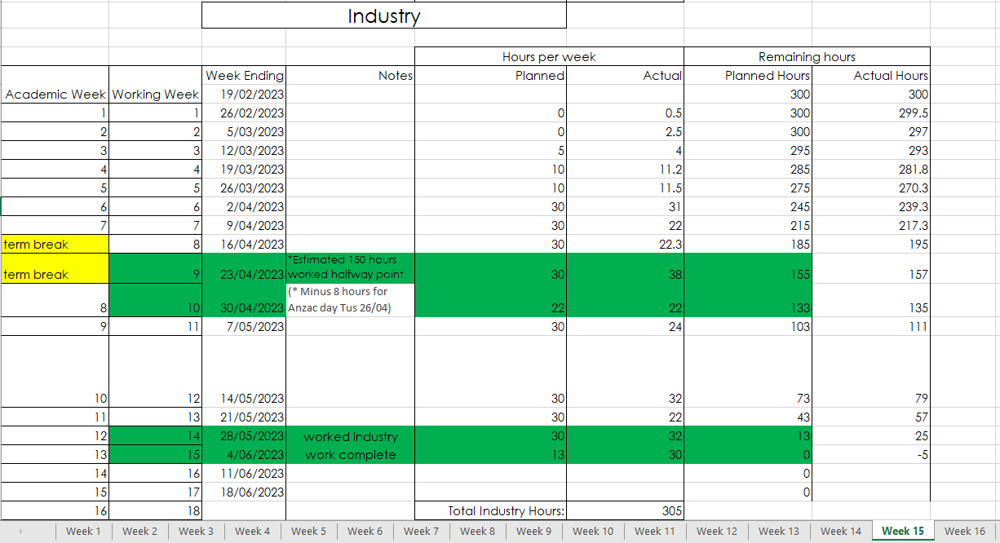 Industry
Hours per week Remaining hours
Week Ending Notes Planned Actual Planned Hours Actual Hours
Academic Week Working Week 19/02/2023 300 300
1 1 26/02/2023 0 0.5 300 299.5
2 2 5/03/2023 0 2.5 300 297
3 3 12/03/2023 5 4 295 293
4 4 19/03/2023 10 11.2 285 281.8
5 5 26/03/2023 10 11.5 275 270.3
6 6 2/04/2023 30 31 245 239.3
7 7 9/04/2023 30 22 215 217.3
term break 8 16/04/2023 30 22.3 185 195
*Estimated 150 hours
term break 9 23/04/2023 worked halfway point 30 38 155 157
(* Minus 8 hours for
8 10 30/04/2023 Anzac day Tus 26/04) 22 22 133 135
9 11 7/05/2023 30 24 103 111
10 12 14/05/2023 30 32 73 79
11 13 21/05/2023 30 22 43 57
12 14 28/05/2023 worked industry 30 32 13 25
13 15 4/06/2023 work complete 13 30 0 -5
14 16 11/06/2023 0
15 17 18/06/2023 0
16 18 Total Industry Hours: 305
Week 1 Week 2 Week 3 Week 4 Week 5 Week 6 Week 7 Week 8 Week 9 Week 10 Week 11 Week 12 Week 13 Week 14 Week 15 Week 16